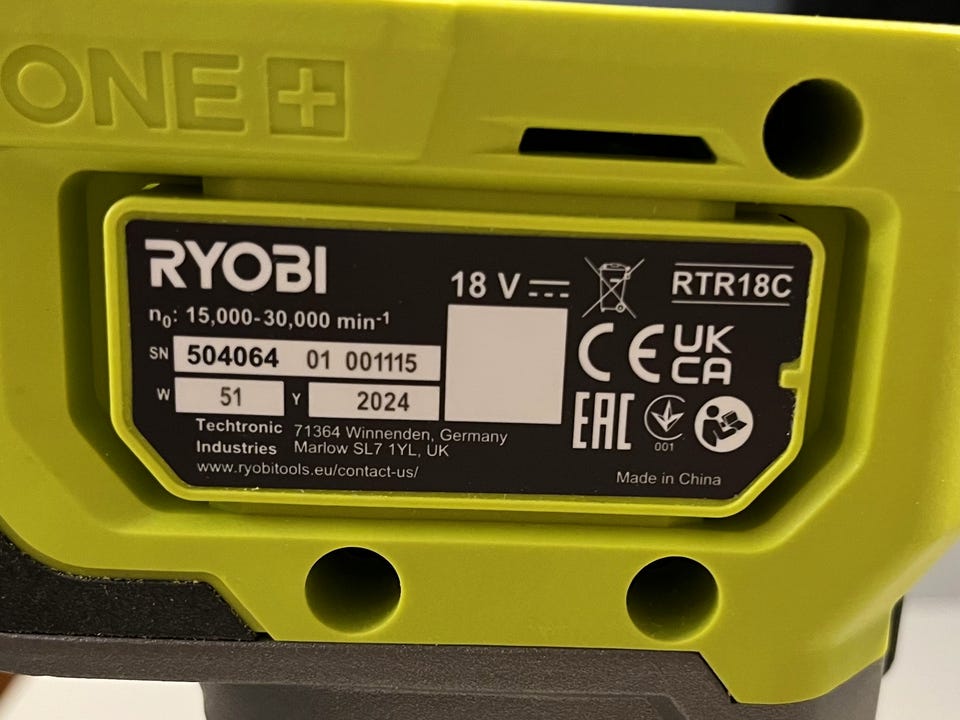 ONE+
RYOBI
18 V
RTR18C
n₀: 15,000-30,000 min⁻¹
SN 504064 01 001115
W 51 Y 2024
CE UK CA
EAC
001
Techtronic Industries
71364 Winnenden, Germany
Marlow SL7 1YL, UK
www.ryobitools.eu/contact-us/
Made in China